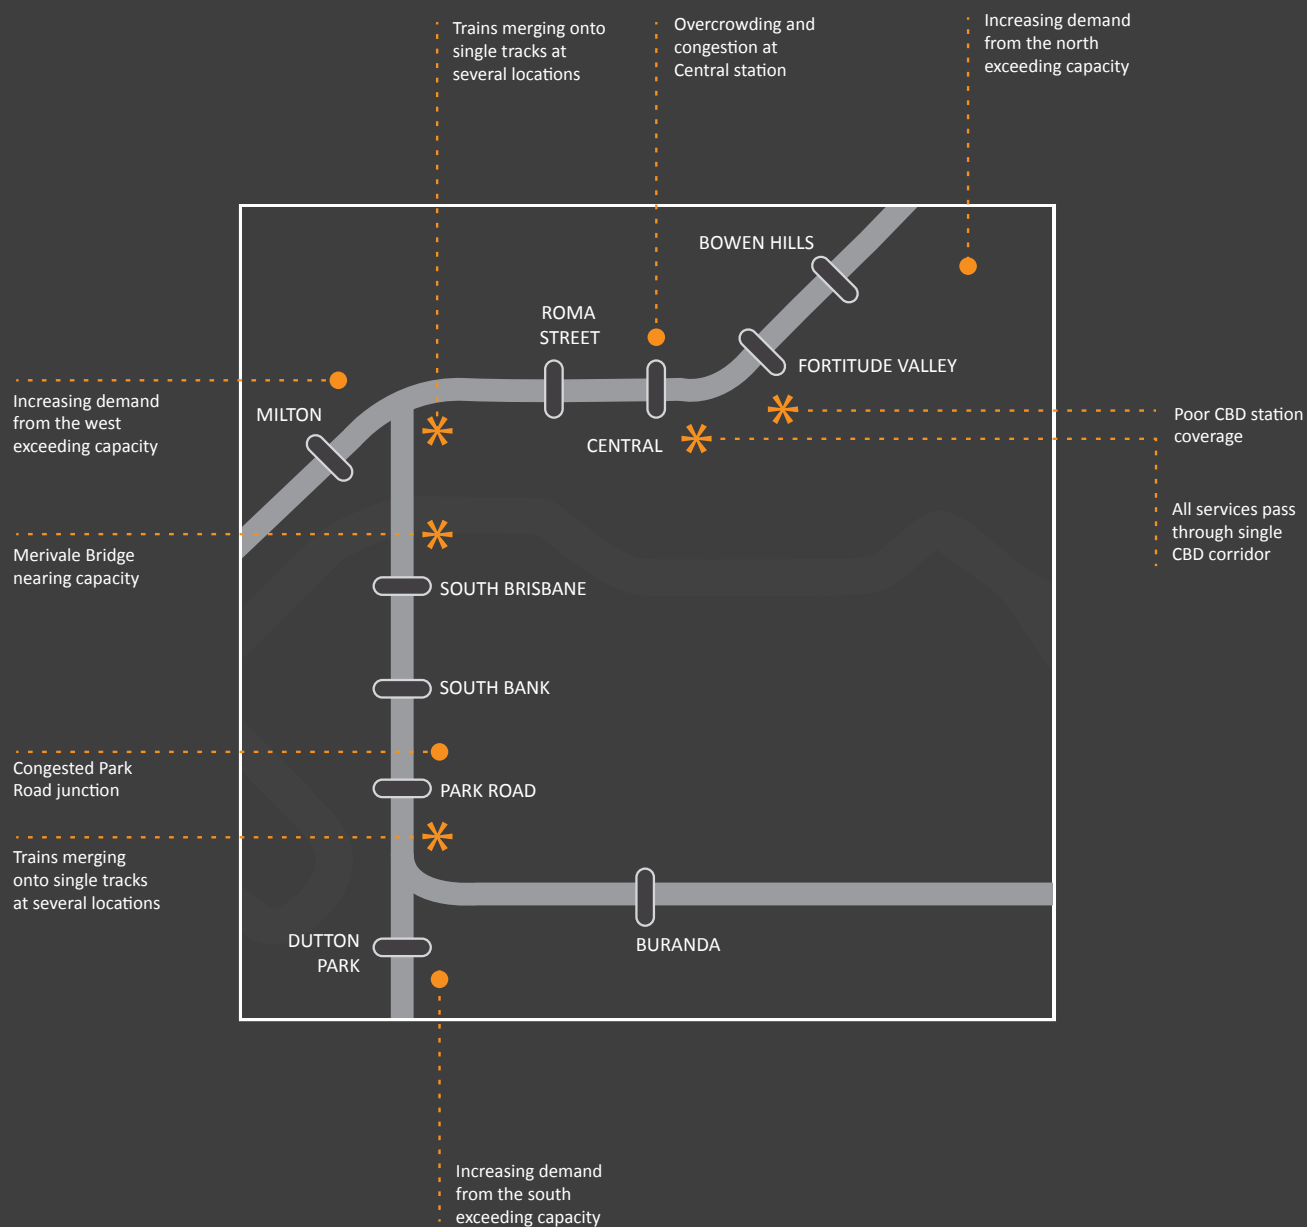 Trains merging onto
single tracks at
several locations
Overcrowding and
congestion at
Central station
Increasing demand
from the north
exceeding capacity
BOWEN HILLS
ROMA
STREET
FORTITUDE VALLEY
Increasing demand
from the west
exceeding capacity
MILTON
CENTRAL
Poor CBD station
coverage
All services pass
through single
CBD corridor
Merivale Bridge
nearing capacity
SOUTH BRISBANE
SOUTH BANK
Congested Park
Road junction
PARK ROAD
Trains merging
onto single tracks
at several locations
DUTTON
PARK
BURANDA
Increasing demand
from the south
exceeding capacity